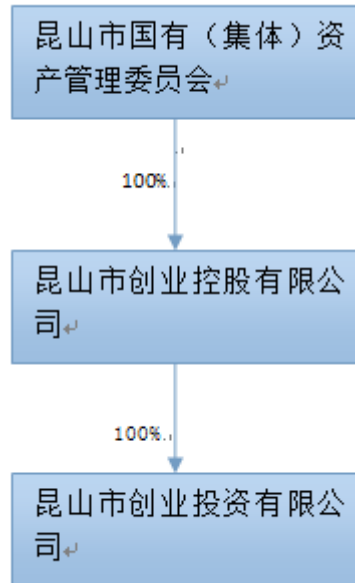 昆山市国有（集体）资
产管理委员会
100%
昆山市创业控股有限公
司
100%
昆山市创业投资有限公
司